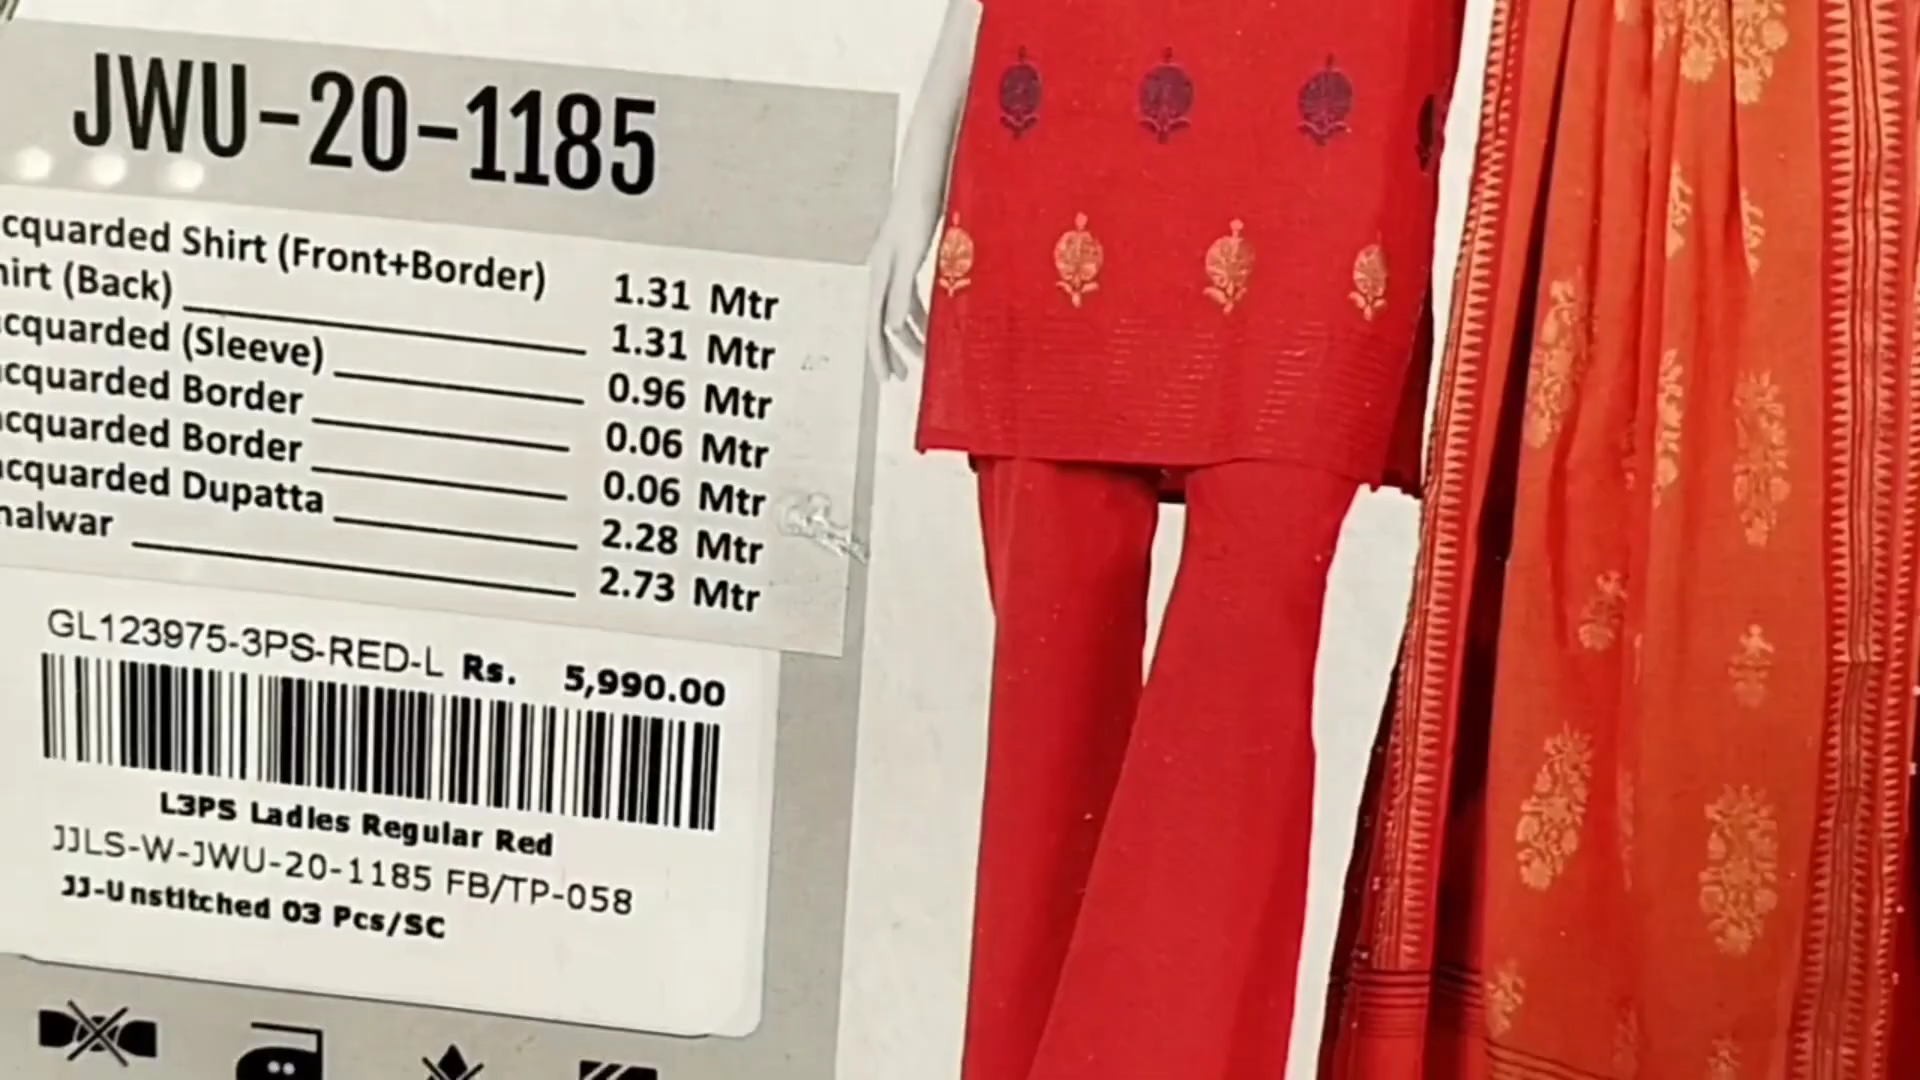 JWU-20-1185
cquarded Shirt (Front+Border) 1.31 Mtr
hirt (Back) 1.31 Mtr
cquarded (Sleeve) 0.96 Mtr
cquarded Border 0.06 Mtr
cquarded Border 0.06 Mtr
cquarded Dupatta 2.28 Mtr
halwar 2.73 Mtr
GL123975-3PS-RED-L Rs. 5,990.00
L3PS Ladies Regular Red
JJLS-W-JWU-20-1185 FB/TP-058
JJ-Unstitched 03 Pcs/SC